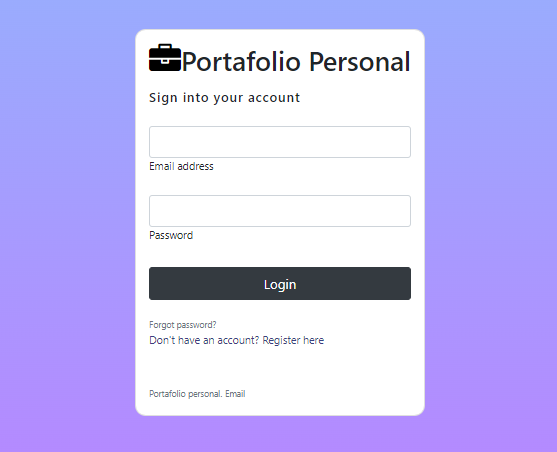 Portafolio Personal
Sign into your account
Email address
Password
Login
Forgot password?
Don't have an account? Register here
Portafolio personal. Email